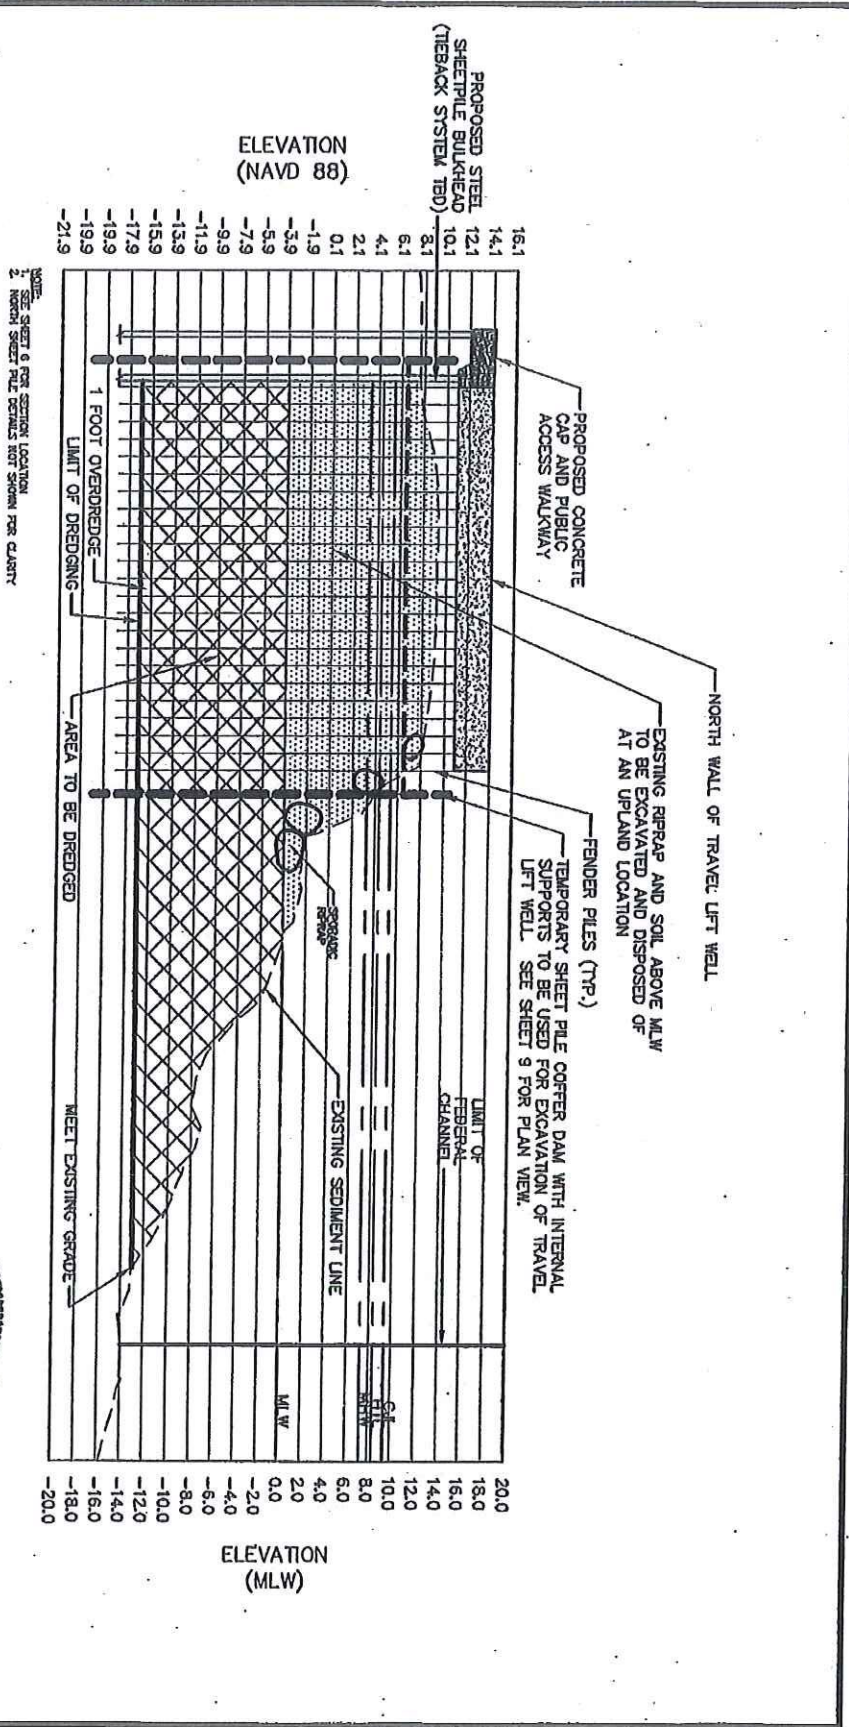 NORTH WALL OF TRAVEL LIFT WELL
EXISTING RIPRAP AND SOIL ABOVE MLW
TO BE EXCAVATED AND DISPOSED OF
AT AN UPLAND LOCATION
FENDER PILES (TYP.)
TEMPORARY SHEET PILE COFFER DAM WITH INTERNAL
SUPPORTS TO BE USED FOR EXCAVATION OF TRAVEL
LIFT WELL. SEE SHEET 9 FOR PLAN VIEW.
PROPOSED CONCRETE
CAP AND PUBLIC
ACCESS WALKWAY
PROPOSED STEEL
SHEETPILE BULKHEAD
(TIEBACK SYSTEM TBD)
LIMIT OF
FEDERAL
CHANNEL
ELEVATION
(NAVD 88)
16.1
14.1
12.1
10.1
8.1
6.1
4.1
2.1
0.1
-1.9
-3.9
-5.9
-9.9
-11.9
-13.9
-15.9
-17.9
-19.9
-19.9
-21.9
20.0
18.0
16.0
14.0
12.0
10.0
8.0
6.0
4.0
2.0
0.0
-2.0
-4.0
-6.0
-8.0
-10.0
-12.0
-14.0
-16.0
-18.0
-20.0
ELEVATION
(MLW)
HTL
MHW
MLW
SPORADIC
RIPRAP
EXISTING SEDIMENT LINE
1 FOOT OVERDREDGE
LIMIT OF DREDGING
AREA TO BE DREDGED
MEET EXISTING GRADE
NOTE:
1. SEE SHEET 6 FOR SECTION LOCATION
2. NORTH SHEET PILE DETAILS NOT SHOWN FOR CLARITY